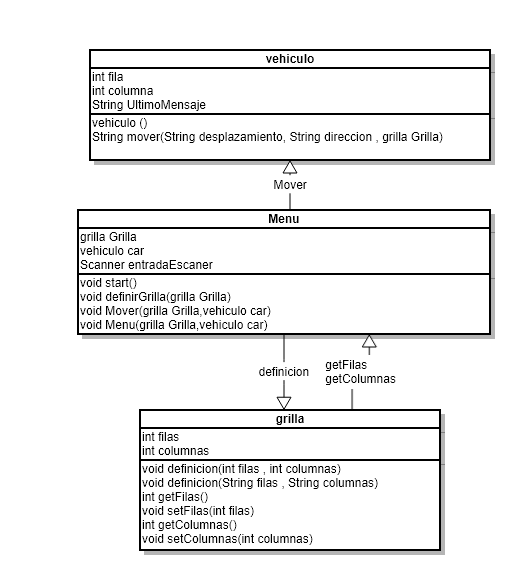 vehiculo
int fila
int columna
String UltimoMensaje
vehiculo ()
String mover(String desplazamiento, String direccion , grilla Grilla)
Mover
Menu
grilla Grilla
vehiculo car
Scanner entradaEscaner
void start()
void definirGrilla(grilla Grilla)
void Mover(grilla Grilla,vehiculo car)
void Menu(grilla Grilla,vehiculo car)
definicion
getFilas
getColumnas
grilla
int filas
int columnas
void definicion(int filas , int columnas)
void definicion(String filas , String columnas)
int getFilas()
void setFilas(int filas)
int getColumnas()
void setColumnas(int columnas)